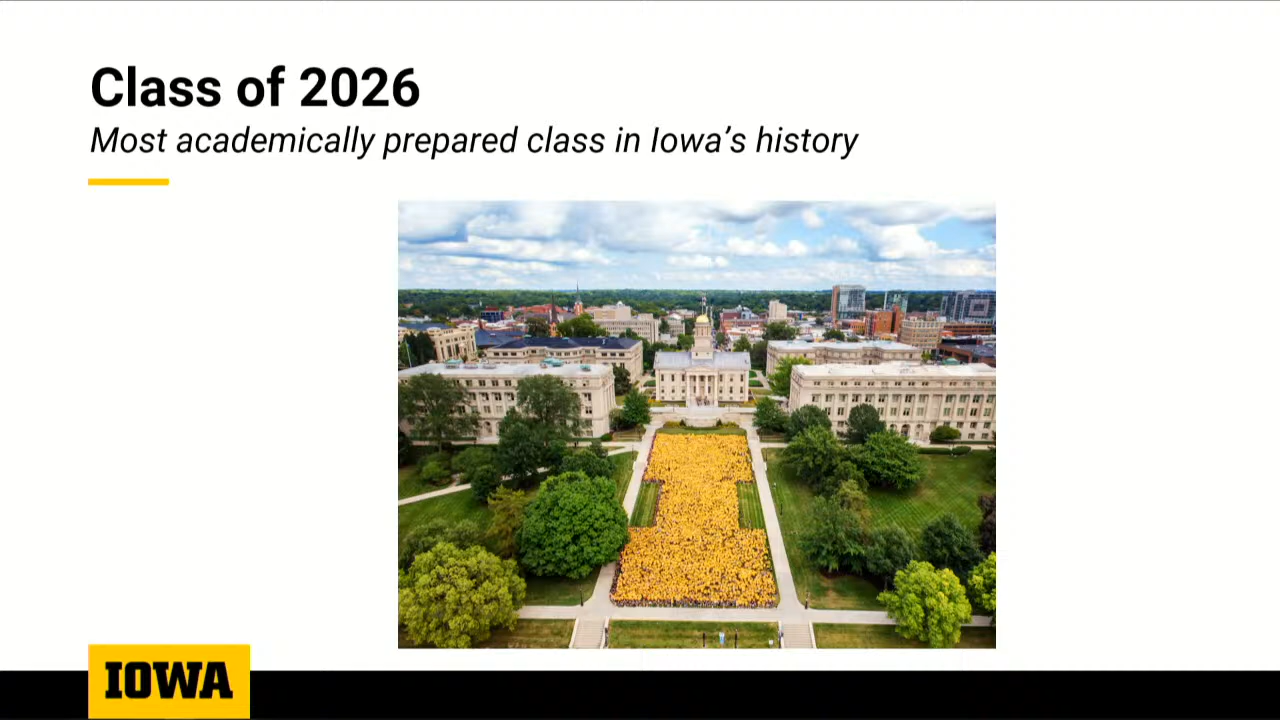 Class of 2026
Most academically prepared class in Iowa’s history
IOWA